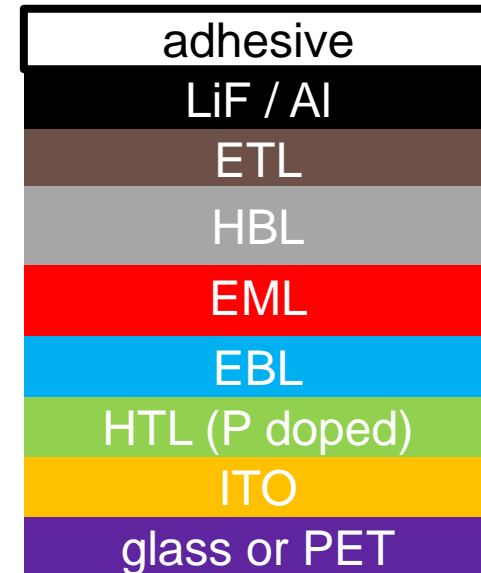 adhesive
LiF / Al
ETL
HBL
EML
EBL
HTL (P doped)
ITO
glass or PET